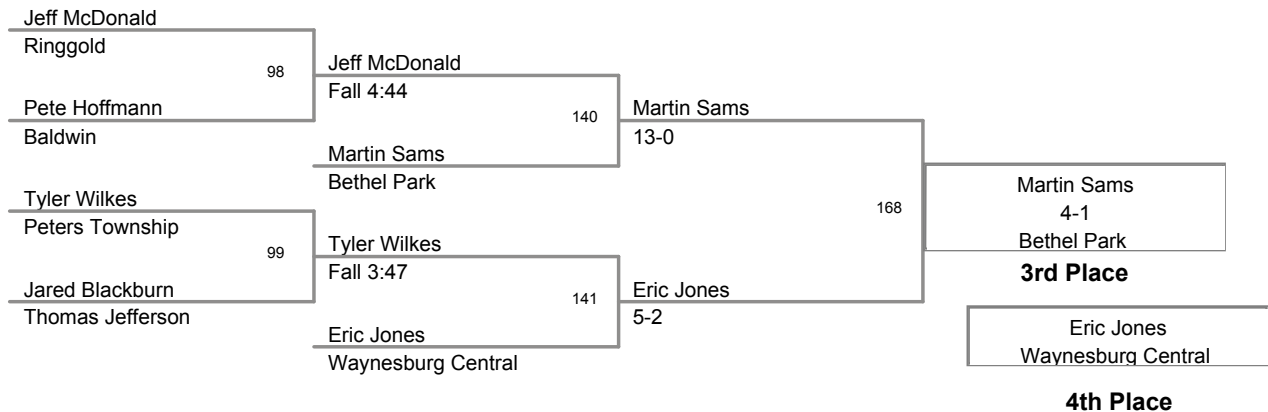 Jeff McDonald
Ringgold
98
Jeff McDonald
Fall 4:44
Pete Hoffmann
Baldwin
140
Martin Sams
13-0
Martin Sams
Bethel Park
Tyler Wilkes
Peters Township
168
Martin Sams
4-1
Bethel Park
3rd Place
99
Tyler Wilkes
Fall 3:47
Jared Blackburn
Thomas Jefferson
141
Eric Jones
5-2
Eric Jones
Waynesburg Central
Eric Jones
Waynesburg Central
4th Place